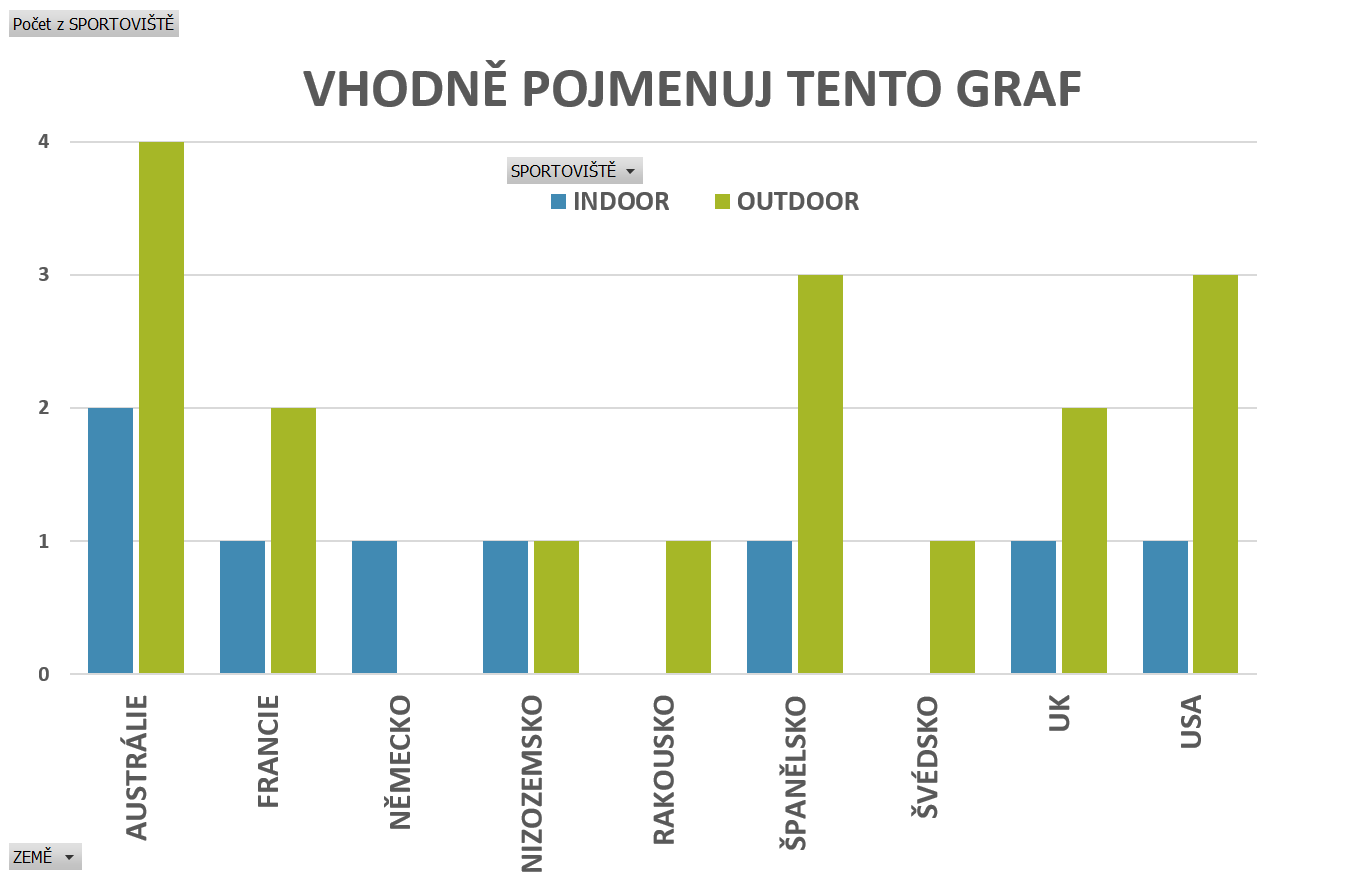 Počet z SPORTOVIŠTĚ
VHODNĚ POJMENUJ TENTO GRAF
4
SPORTOVIŠTĚ
INDOOR OUTDOOR
3
2
1
0
AUSTRÁLIE
FRANCIE
NĚMECKO
NIZOZEMSKO
RAKOUSKO
ŠPANĚLSKO
ŠVÉDSKO
UK
USA
ZEMĚ